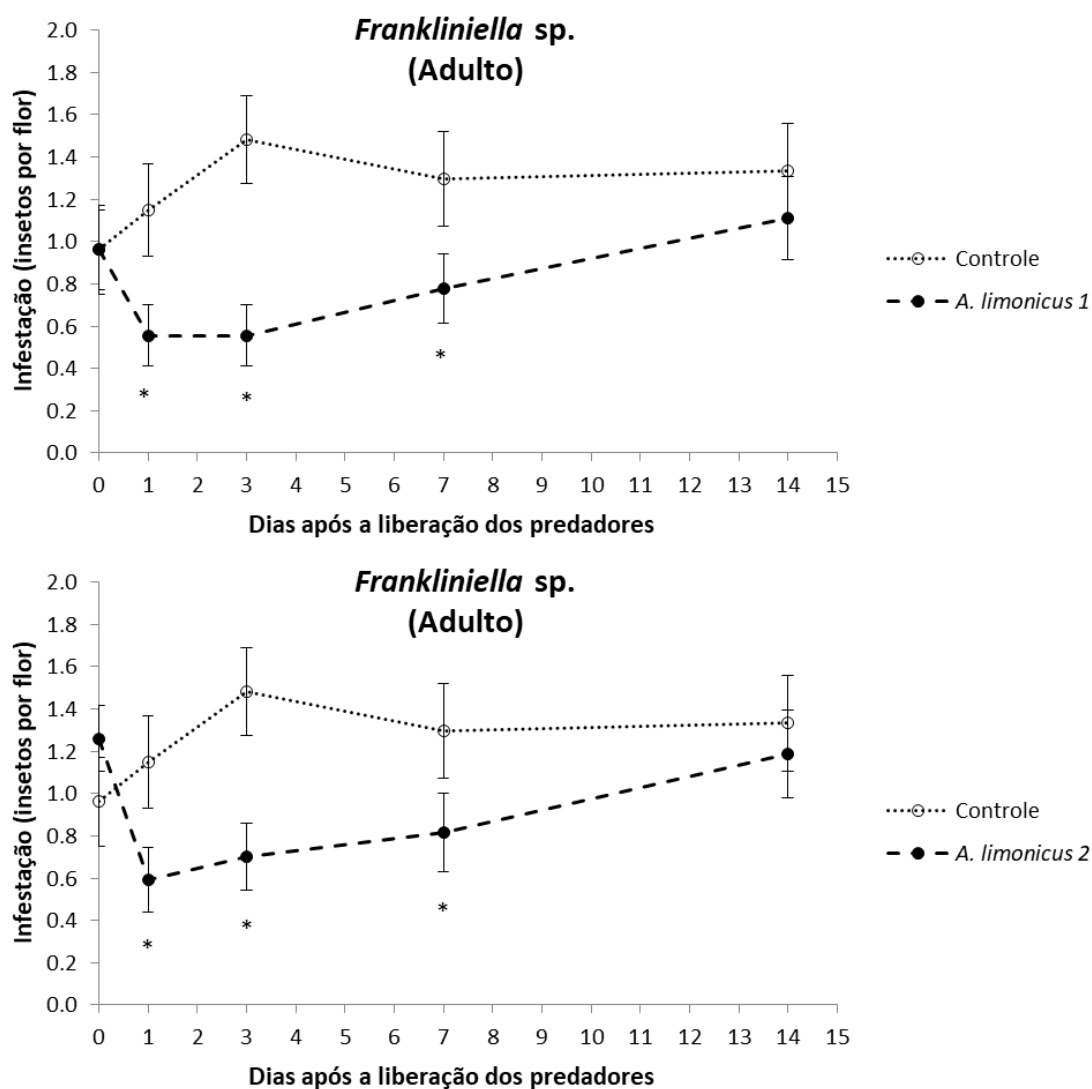 Frankliniella sp.
(Adulto)
Infestação (insetos por flor)
2.0
1.8
1.6
1.4
1.2
1.0
0.8
0.6
0.4
0.2
0.0
* * *
0 1 2 3 4 5 6 7 8 9 10 11 12 13 14 15
Dias após a liberação dos predadores
Controle
A. limonicus 1
Frankliniella sp.
(Adulto)
Infestação (insetos por flor)
2.0
1.8
1.6
1.4
1.2
1.0
0.8
0.6
0.4
0.2
0.0
* * *
0 1 2 3 4 5 6 7 8 9 10 11 12 13 14 15
Dias após a liberação dos predadores
Controle
A. limonicus 2